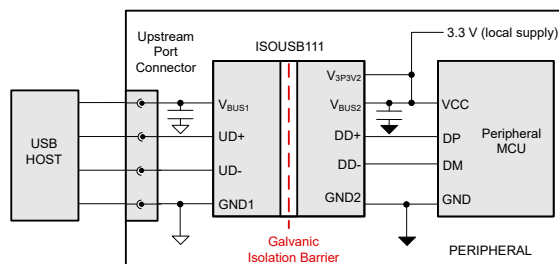 Upstream
Port
Connector
ISOUSB111
3.3 V (local supply)
USB
HOST
VBUS1
UD+
UD-
GND1
V3P3V2
VBUS2
DD+
DD-
GND2
VCC
DP
DM
GND
Peripheral
MCU
Galvanic
Isolation Barrier
PERIPHERAL